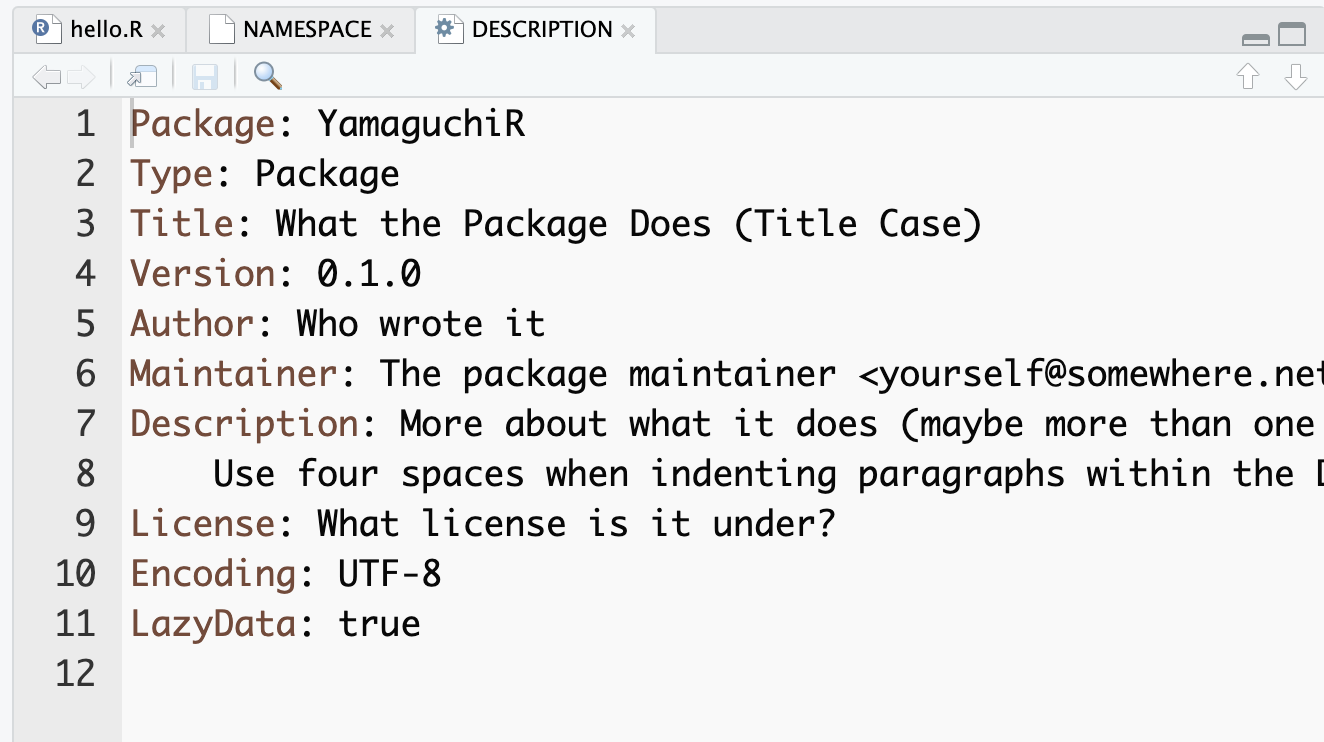 hello.R NAMESPACE DESCRIPTION
1 Package: YamaguchiR
2 Type: Package
3 Title: What the Package Does (Title Case)
4 Version: 0.1.0
5 Author: Who wrote it
6 Maintainer: The package maintainer <yourself@somewhere.net
7 Description: More about what it does (maybe more than one
8 Use four spaces when indenting paragraphs within the
9 License: What license is it under?
10 Encoding: UTF-8
11 LazyData: true
12